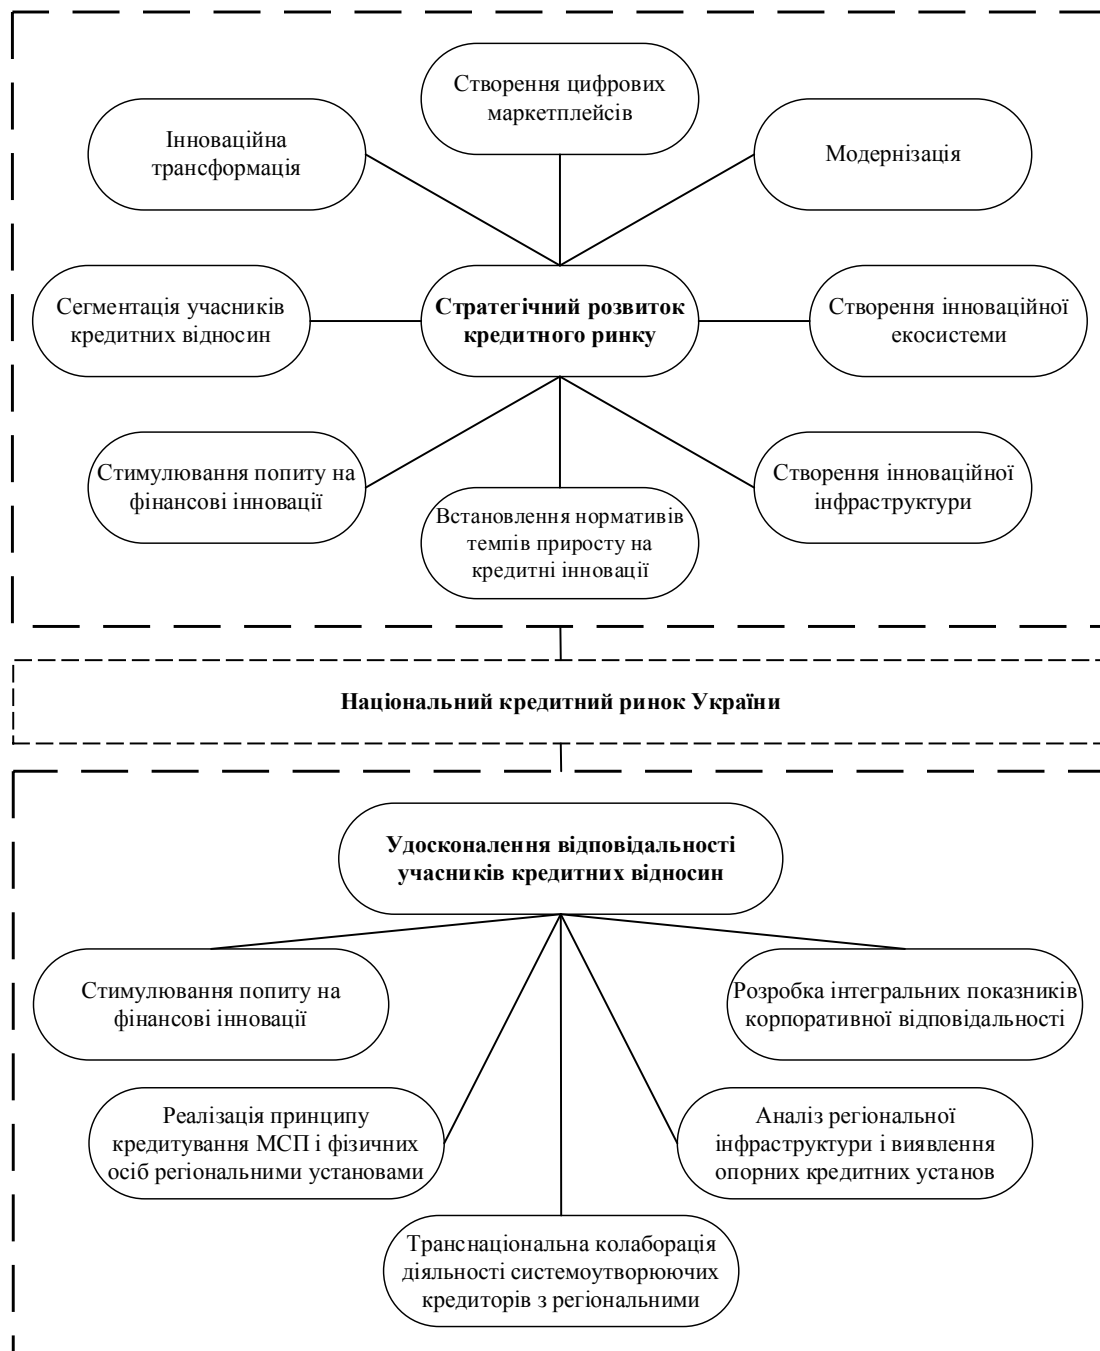 Створення цифрових
маркетплейсів
Інноваційна
трансформація
Модернізація
Сегментація учасників
кредитних відносин
Стратегічний розвиток
кредитного ринку
Створення інноваційної
екосистеми
Стимулювання попиту на
фінансові інновації
Встановлення нормативів
темпів приросту на
кредитні інновації
Створення інноваційної
інфраструктури
Національний кредитний ринок України
Удосконалення відповідальності
учасників кредитних відносин
Стимулювання попиту на
фінансові інновації
Розробка інтегральних показників
корпоративної відповідальності
Реалізація принципу
кредитування МСП і фізичних
осіб регіональними установами
Аналіз регіональної
інфраструктури і виявлення
опорних кредитних установ
Транснаціональна колаборація
діяльності системоутворюючих
кредиторів з регіональними